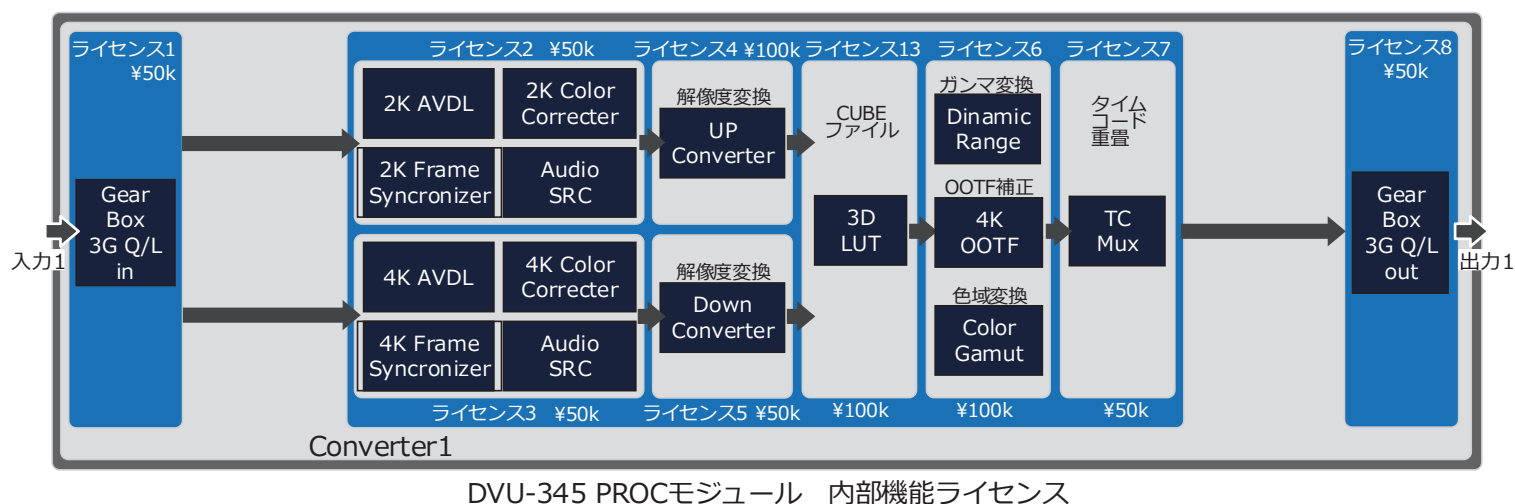 ライセンス1
¥50k
ライセンス2 ¥50k
ライセンス4 ¥100k
ライセンス13
ライセンス6
ライセンス7
ライセンス8
¥50k
2K AVDL
2K Color
Correcter
2K Frame
Syncronizer
Audio
SRC
解像度変換
UP
Converter
CUBE
ファイル
ガンマ変換
Dinamic
Range
タイム
コード
重畳
入力1
Gear
Box
3G Q/L
in
3D
LUT
OOTF補正
4K
OOTF
TC
Mux
Gear
Box
3G Q/L
out
出力1
4K AVDL
4K Color
Correcter
4K Frame
Syncronizer
Audio
SRC
解像度変換
Down
Converter
色域変換
Color
Gamut
ライセンス3 ¥50k
ライセンス5 ¥50k
¥100k
¥100k
¥50k
Converter1
DVU-345 PROCモジュール 内部機能ライセンス